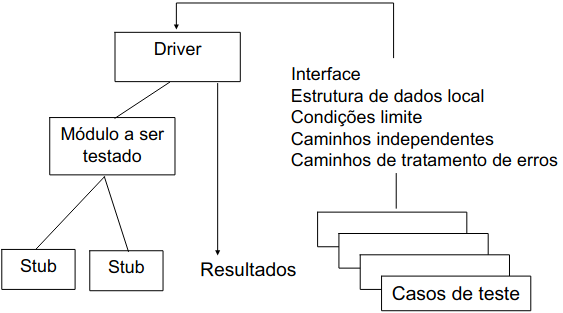 Driver
Interface
Estrutura de dados local
Condições limite
Caminhos independentes
Caminhos de tratamento de erros
Módulo a ser
testado
Stub
Stub
Resultados
Casos de teste